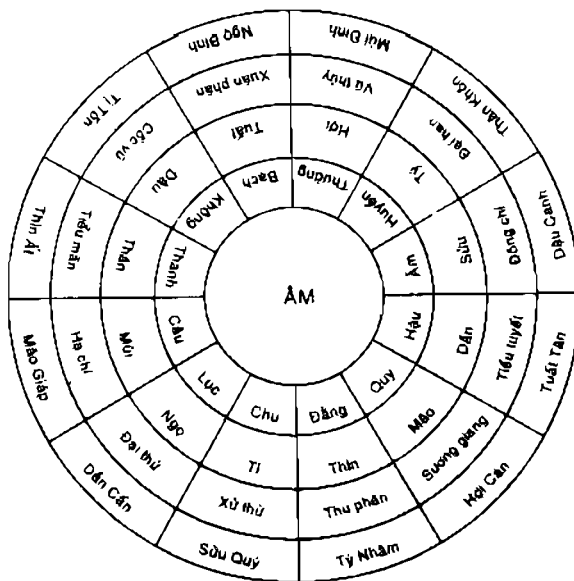 Ngọ Bính
Mùi Đinh
Thân Khôn
Dậu Canh
Tuất Tân
Hợi Càn
Tý Nhâm
Sửu Quý
Dần Cấn
Mão Giáp
Thìn Ất
Tị Tốn
Xuân phân
Vũ thủy
Đại hàn
Đông chí
Tiểu tuyết
Sương giáng
Thu phân
Xử thử
Đại thử
Hạ chí
Tiểu mãn
Cốc vũ
Tuất
Hợi
Tý
Sửu
Dần
Mão
Thìn
Tị
Ngọ
Mùi
Thân
Dậu
Bạch
Thường
Huyền
Âm
Hậu
Quý
Đằng
Chu
Lục
Câu
Thanh
Không
ÂM